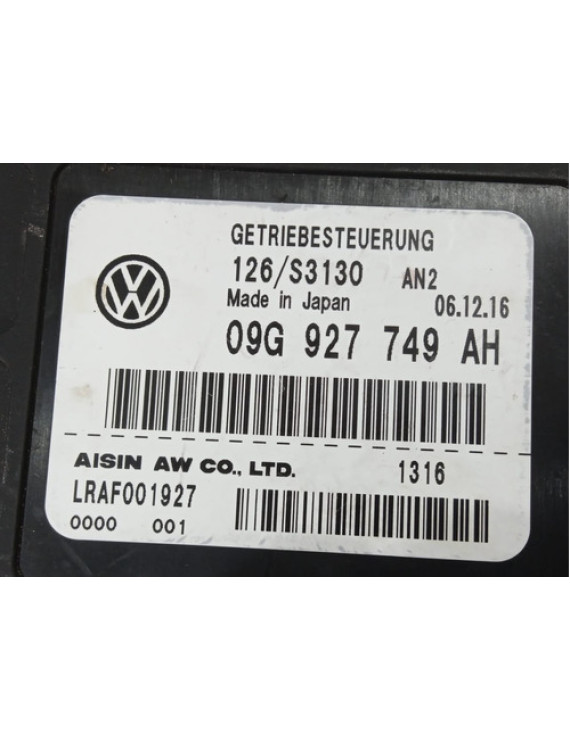 GETRIEBESTEUERUNG
126/S3130 AN2
Made in Japan 06.12.16
09G 927 749 AH
AISIN AW CO., LTD. 1316
LRAF001927
0000 001